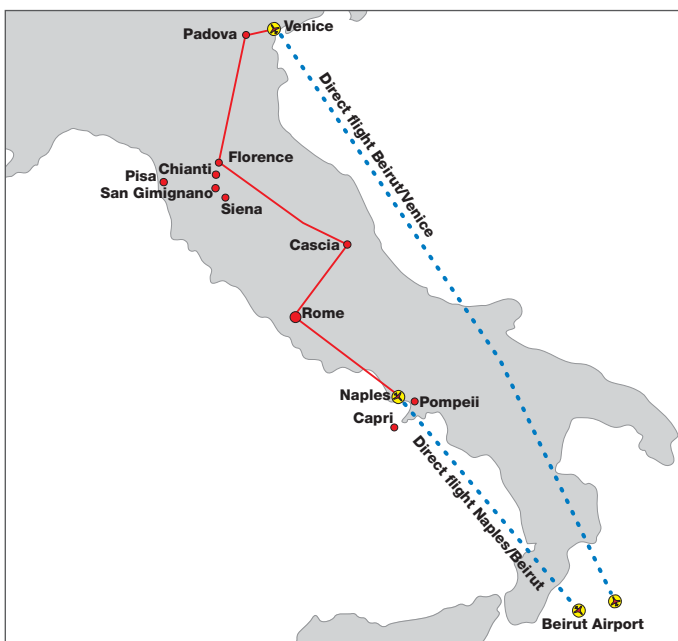 Padova
Venice
Direct flight Beirut/Venice
Florence
Chianti
Pisa
San Gimignano
Siena
Cascia
Rome
Naples
Pompeii
Capri
Direct flight Naples/Beirut
Beirut Airport